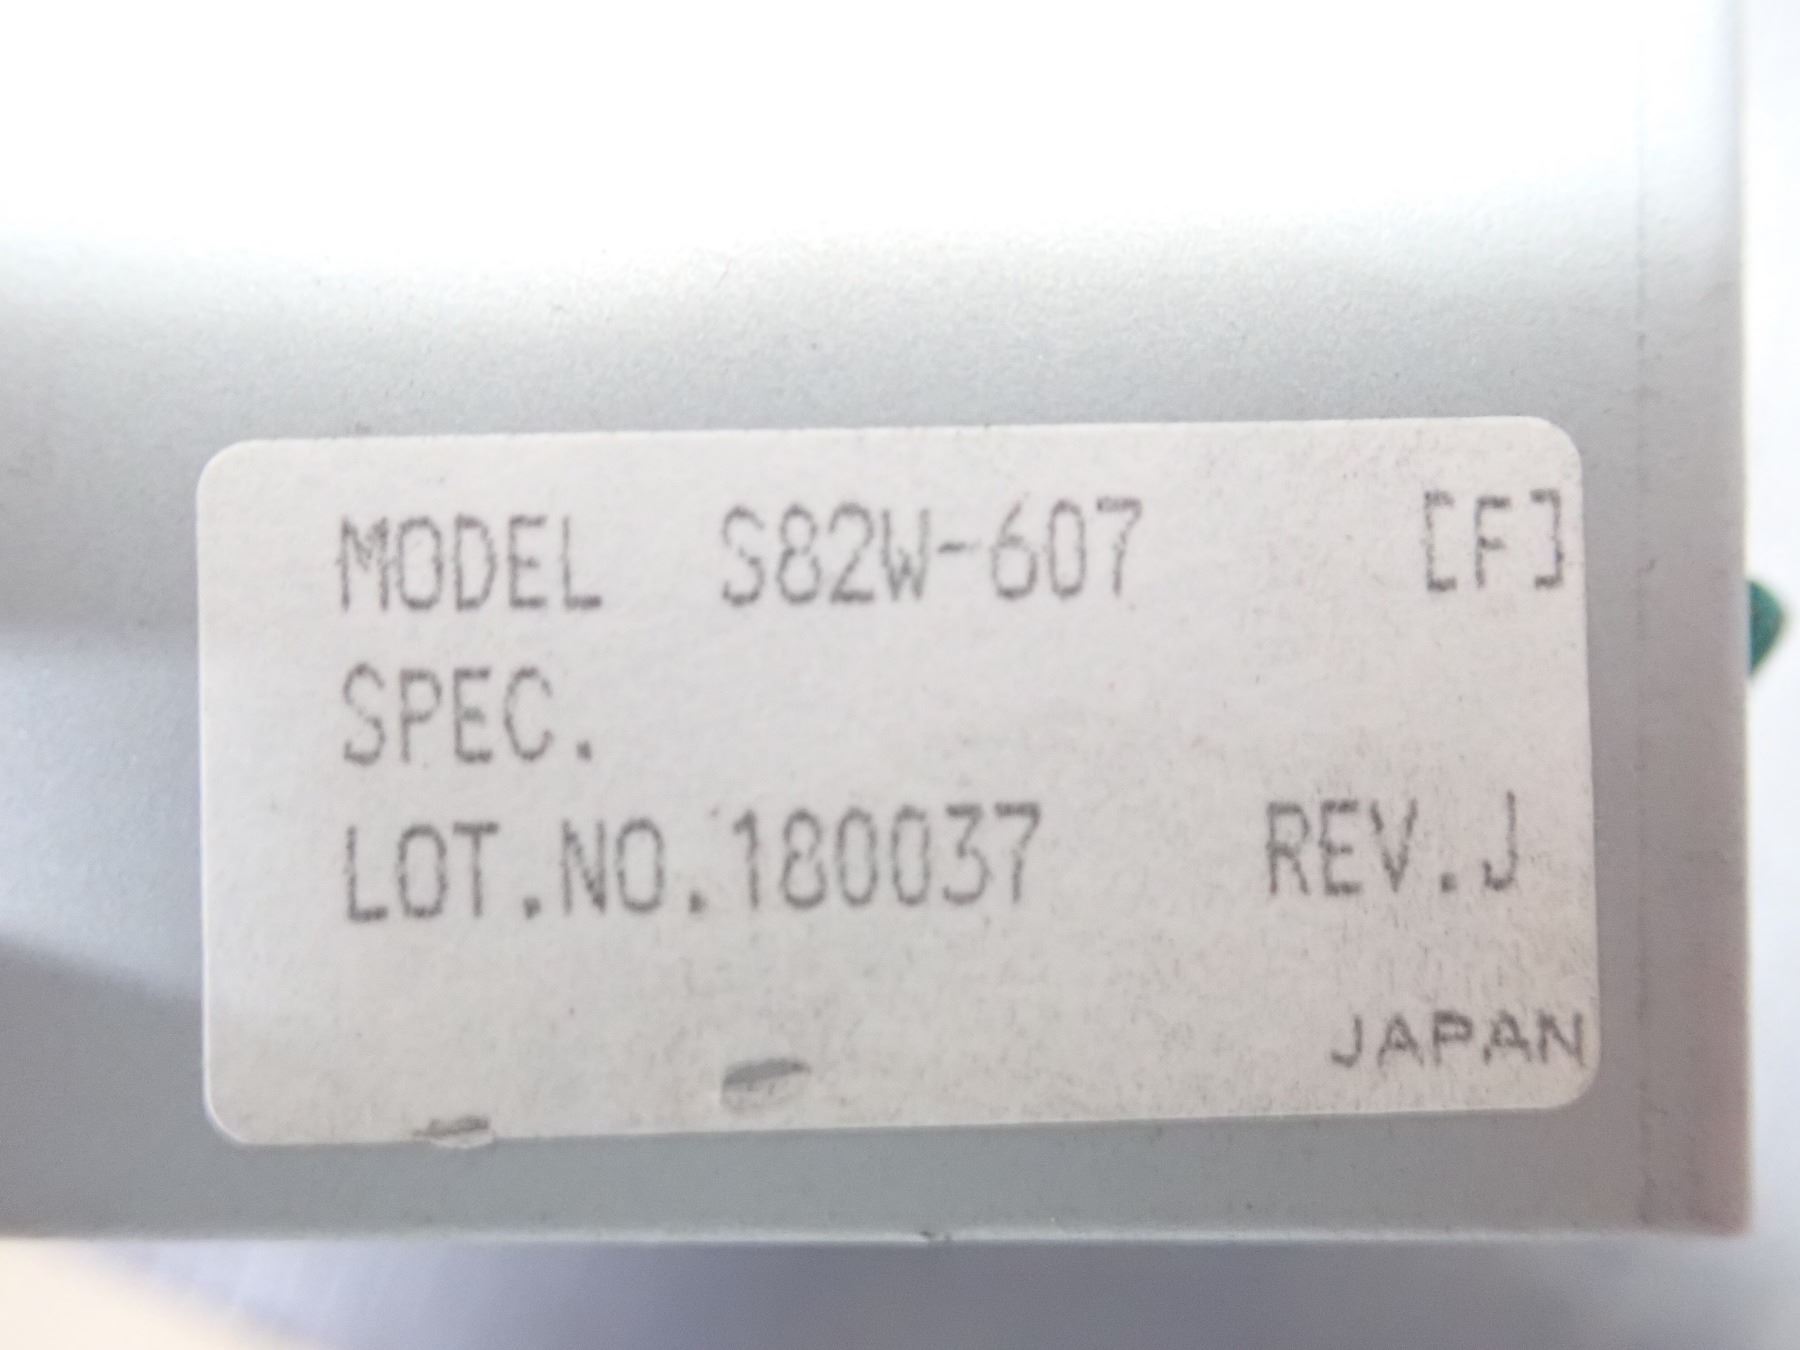 MODEL S82W-607 [F]
SPEC.
LOT.NO.180037 REV.J
JAPAN